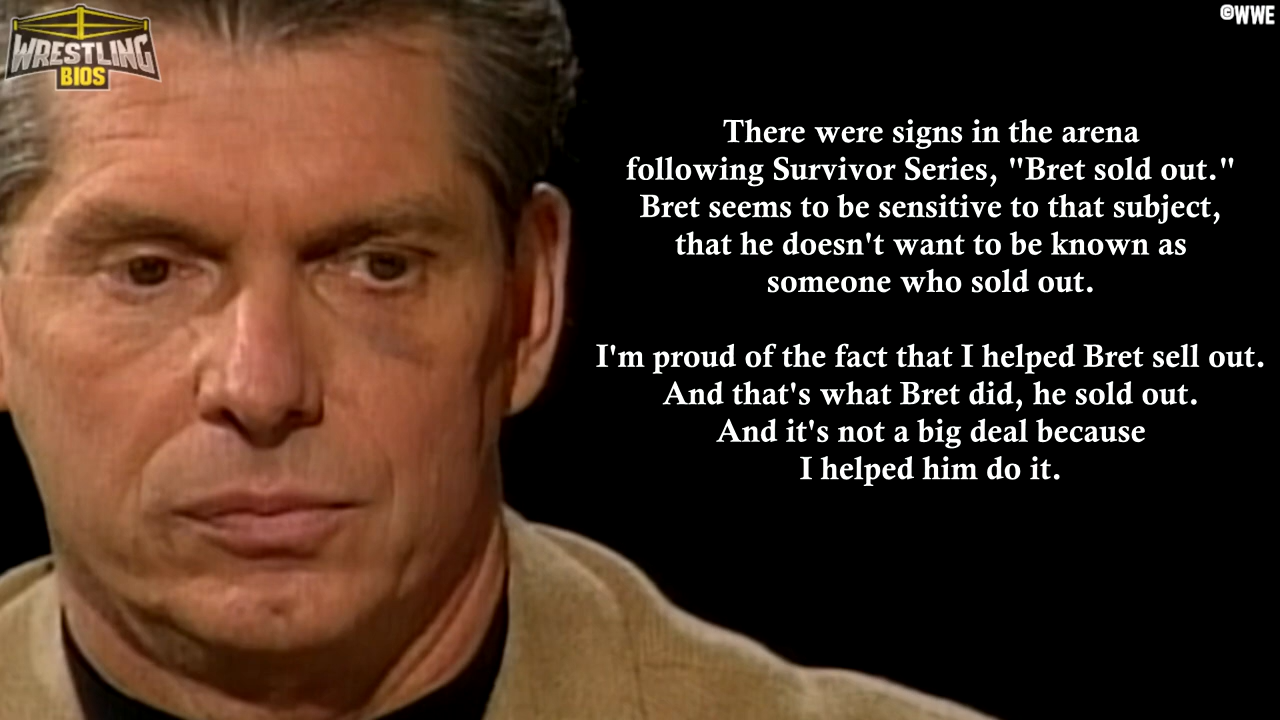 WRESTLING
BIOS
©WWE
There were signs in the arena
following Survivor Series, "Bret sold out."
Bret seems to be sensitive to that subject,
that he doesn't want to be known as
someone who sold out.
I'm proud of the fact that I helped Bret sell out.
And that's what Bret did, he sold out.
And it's not a big deal because
I helped him do it.